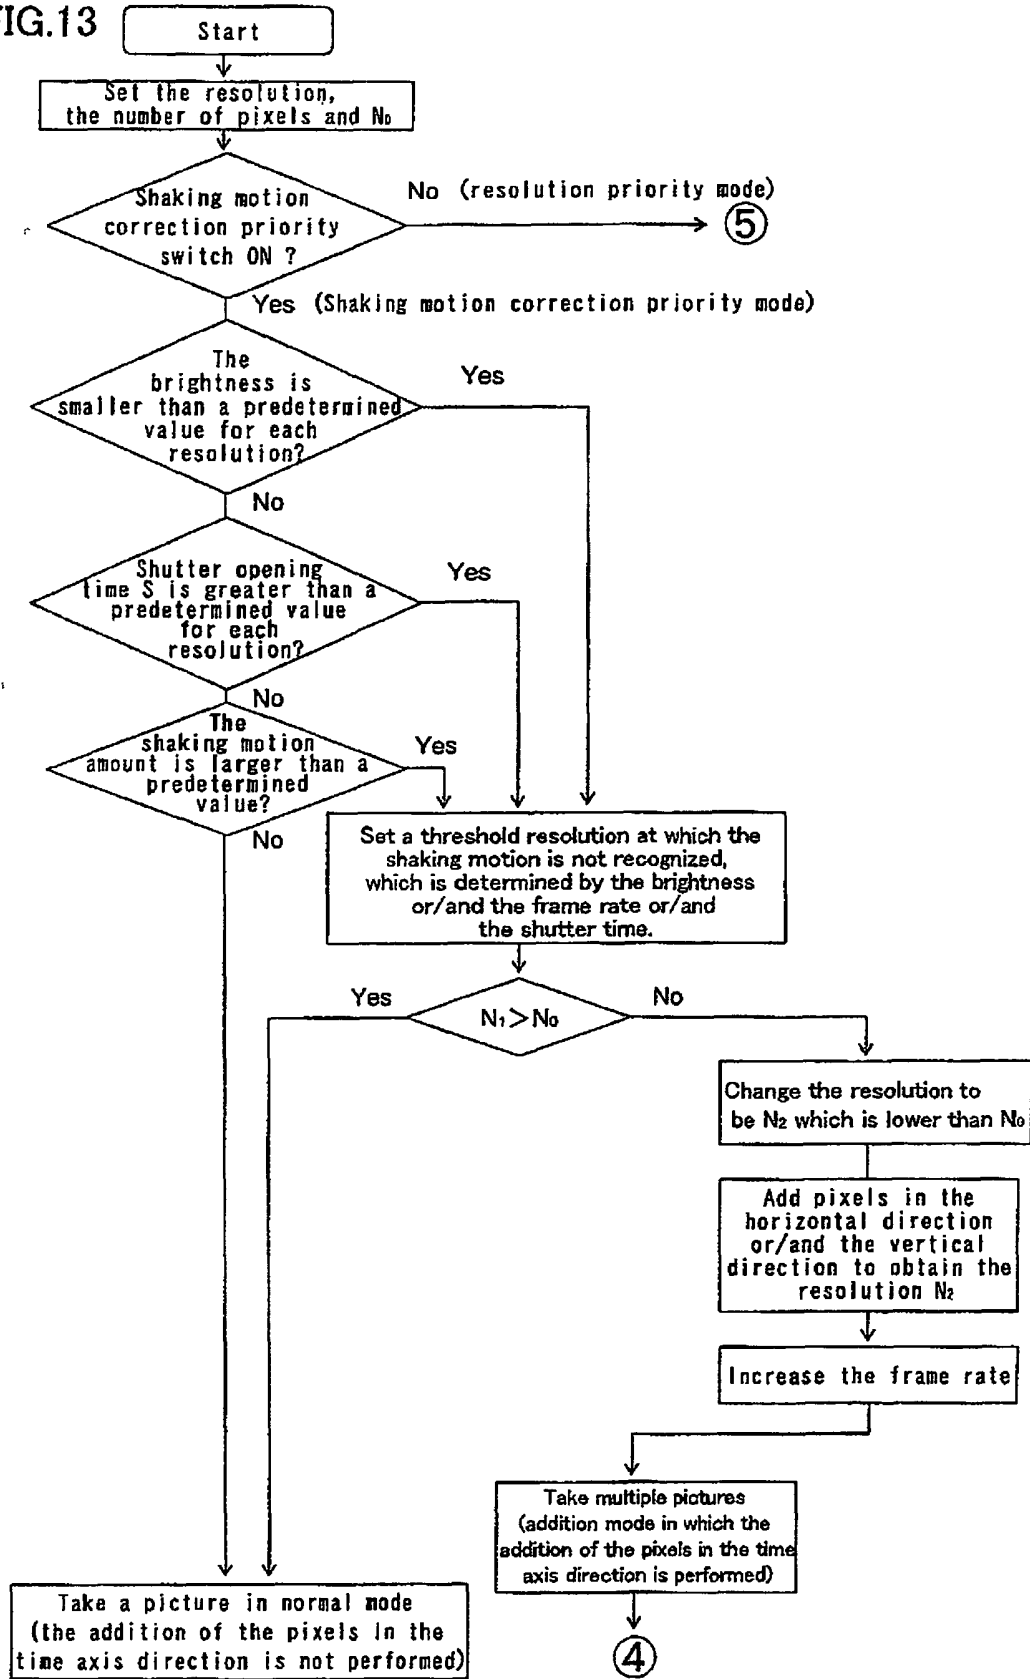 FIG.13
Start
Set the resolution,
the number of pixels and N₀
Shaking motion
correction priority
switch ON ?
No (resolution priority mode)
⑤
Yes (Shaking motion correction priority mode)
The
brightness is
smaller than a predetermined
value for each
resolution?
Yes
No
Shutter opening
time S is greater than a
predetermined value
for each
resolution?
Yes
No
The
shaking motion
amount is larger than a
predetermined
value?
Yes
No
Set a threshold resolution at which the
shaking motion is not recognized,
which is determined by the brightness
or/and the frame rate or/and
the shutter time.
Yes
N₁>N₀
No
Change the resolution to
be N₂ which is lower than N₀
Add pixels in the
horizontal direction
or/and the vertical
direction to obtain the
resolution N₂
Increase the frame rate
Take multiple pictures
(addition mode in which the
addition of the pixels in the time
axis direction is performed)
④
Take a picture in normal mode
(the addition of the pixels in the
time axis direction is not performed)